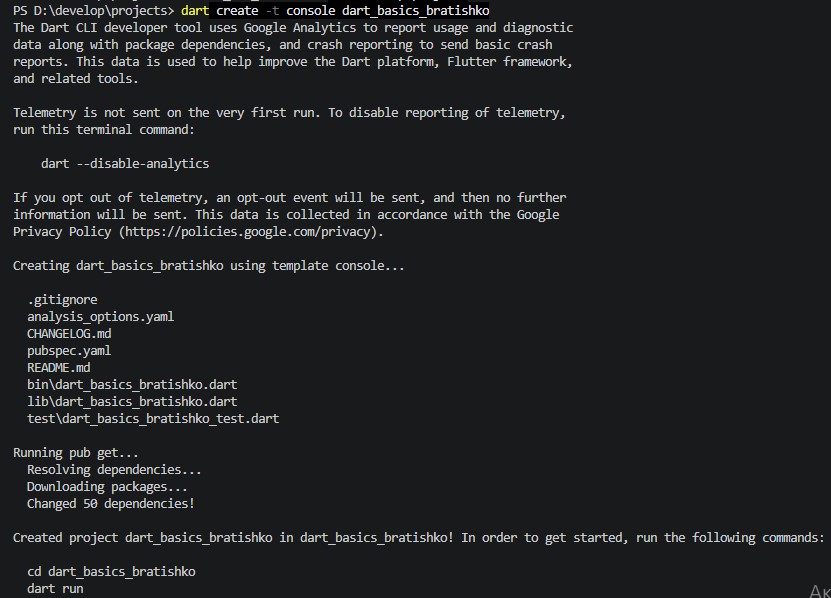 PS D:\develop\projects> dart create -t console dart_basics_bratishko
The Dart CLI developer tool uses Google Analytics to report usage and diagnostic
data along with package dependencies, and crash reporting to send basic crash
reports. This data is used to help improve the Dart platform, Flutter framework,
and related tools.
Telemetry is not sent on the very first run. To disable reporting of telemetry,
run this terminal command:
dart --disable-analytics
If you opt out of telemetry, an opt-out event will be sent, and then no further
information will be sent. This data is collected in accordance with the Google
Privacy Policy (https://policies.google.com/privacy).
Creating dart_basics_bratishko using template console...
.gitignore
analysis_options.yaml
CHANGELOG.md
pubspec.yaml
README.md
bin\dart_basics_bratishko.dart
lib\dart_basics_bratishko.dart
test\dart_basics_bratishko_test.dart
Running pub get...
Resolving dependencies...
Downloading packages...
Changed 50 dependencies!
Created project dart_basics_bratishko in dart_basics_bratishko! In order to get started, run the following commands:
cd dart_basics_bratishko
dart run